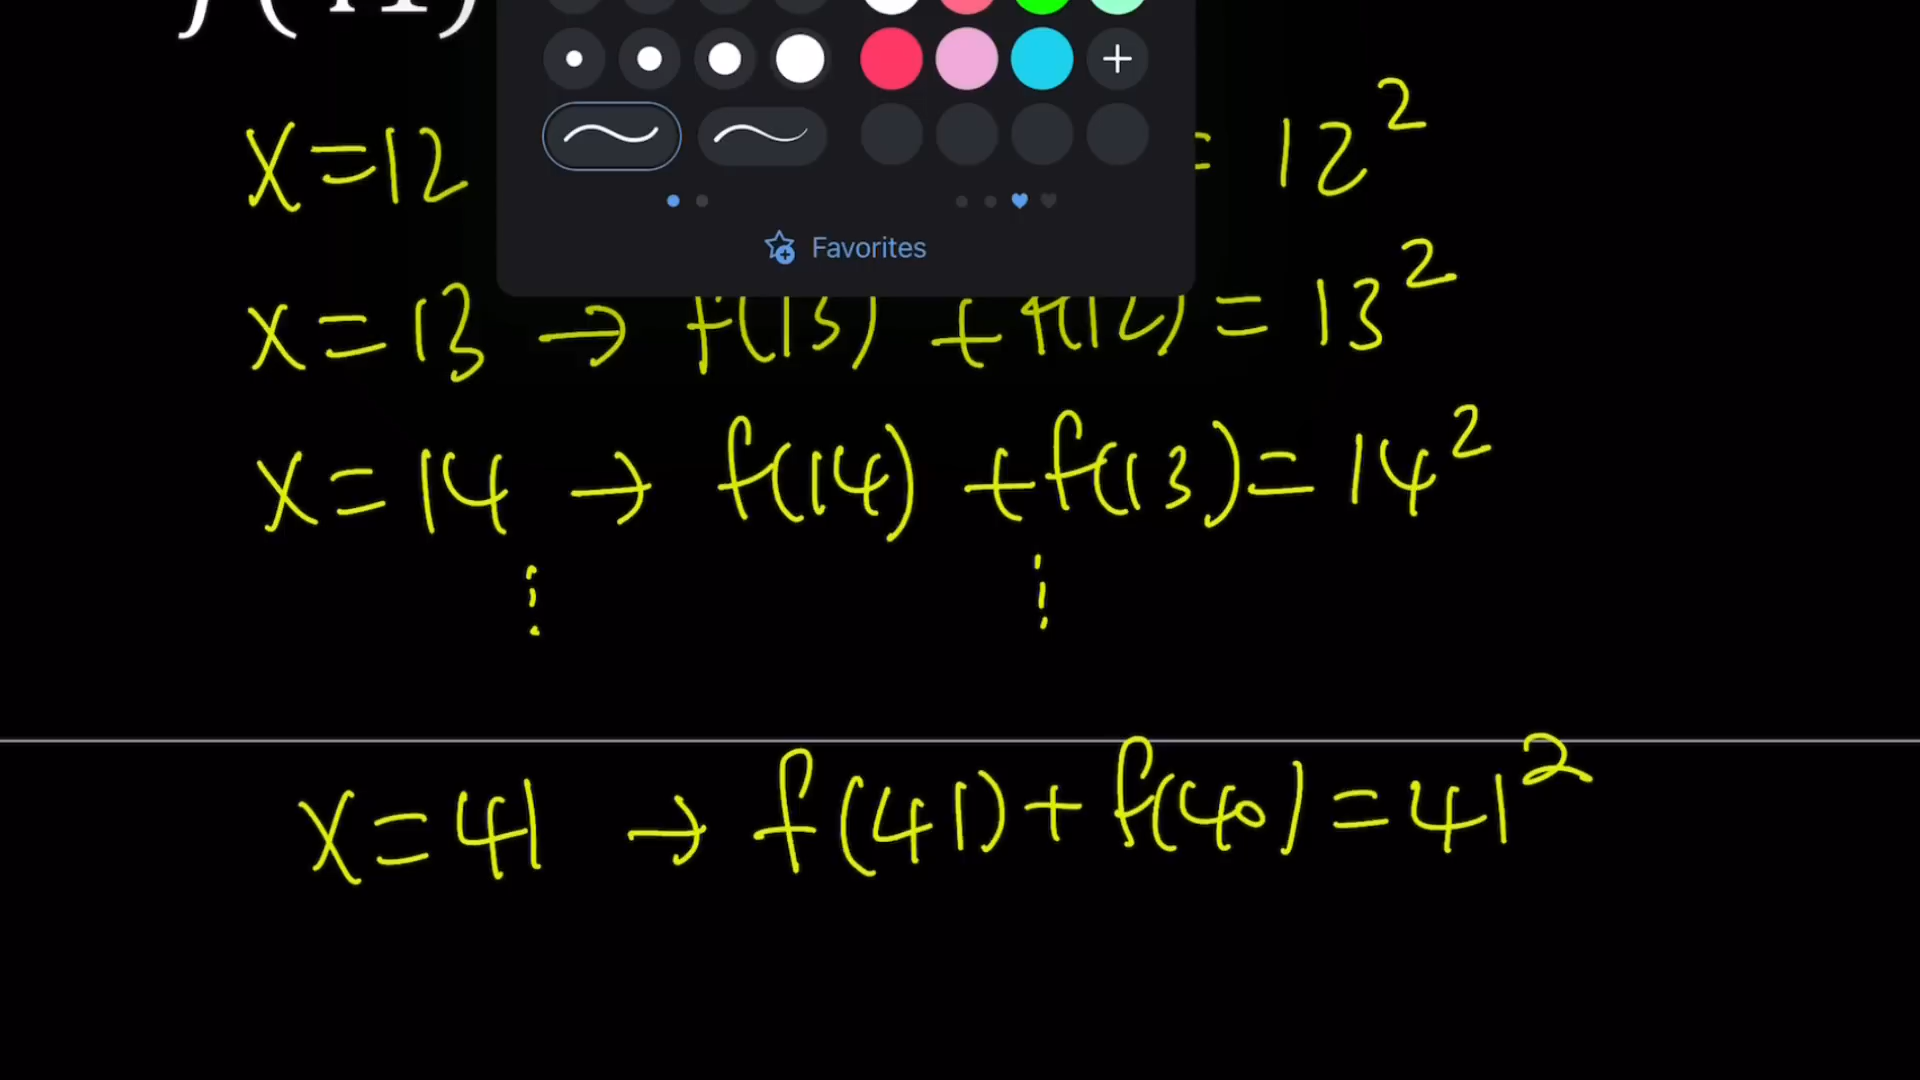 x=12 = 12²
Favorites
x=13 → f(13) + f(12) = 13²
x=14 → f(14) + f(13) = 14²
⋮ ⋮
x=41 → f(41) + f(40) = 41²